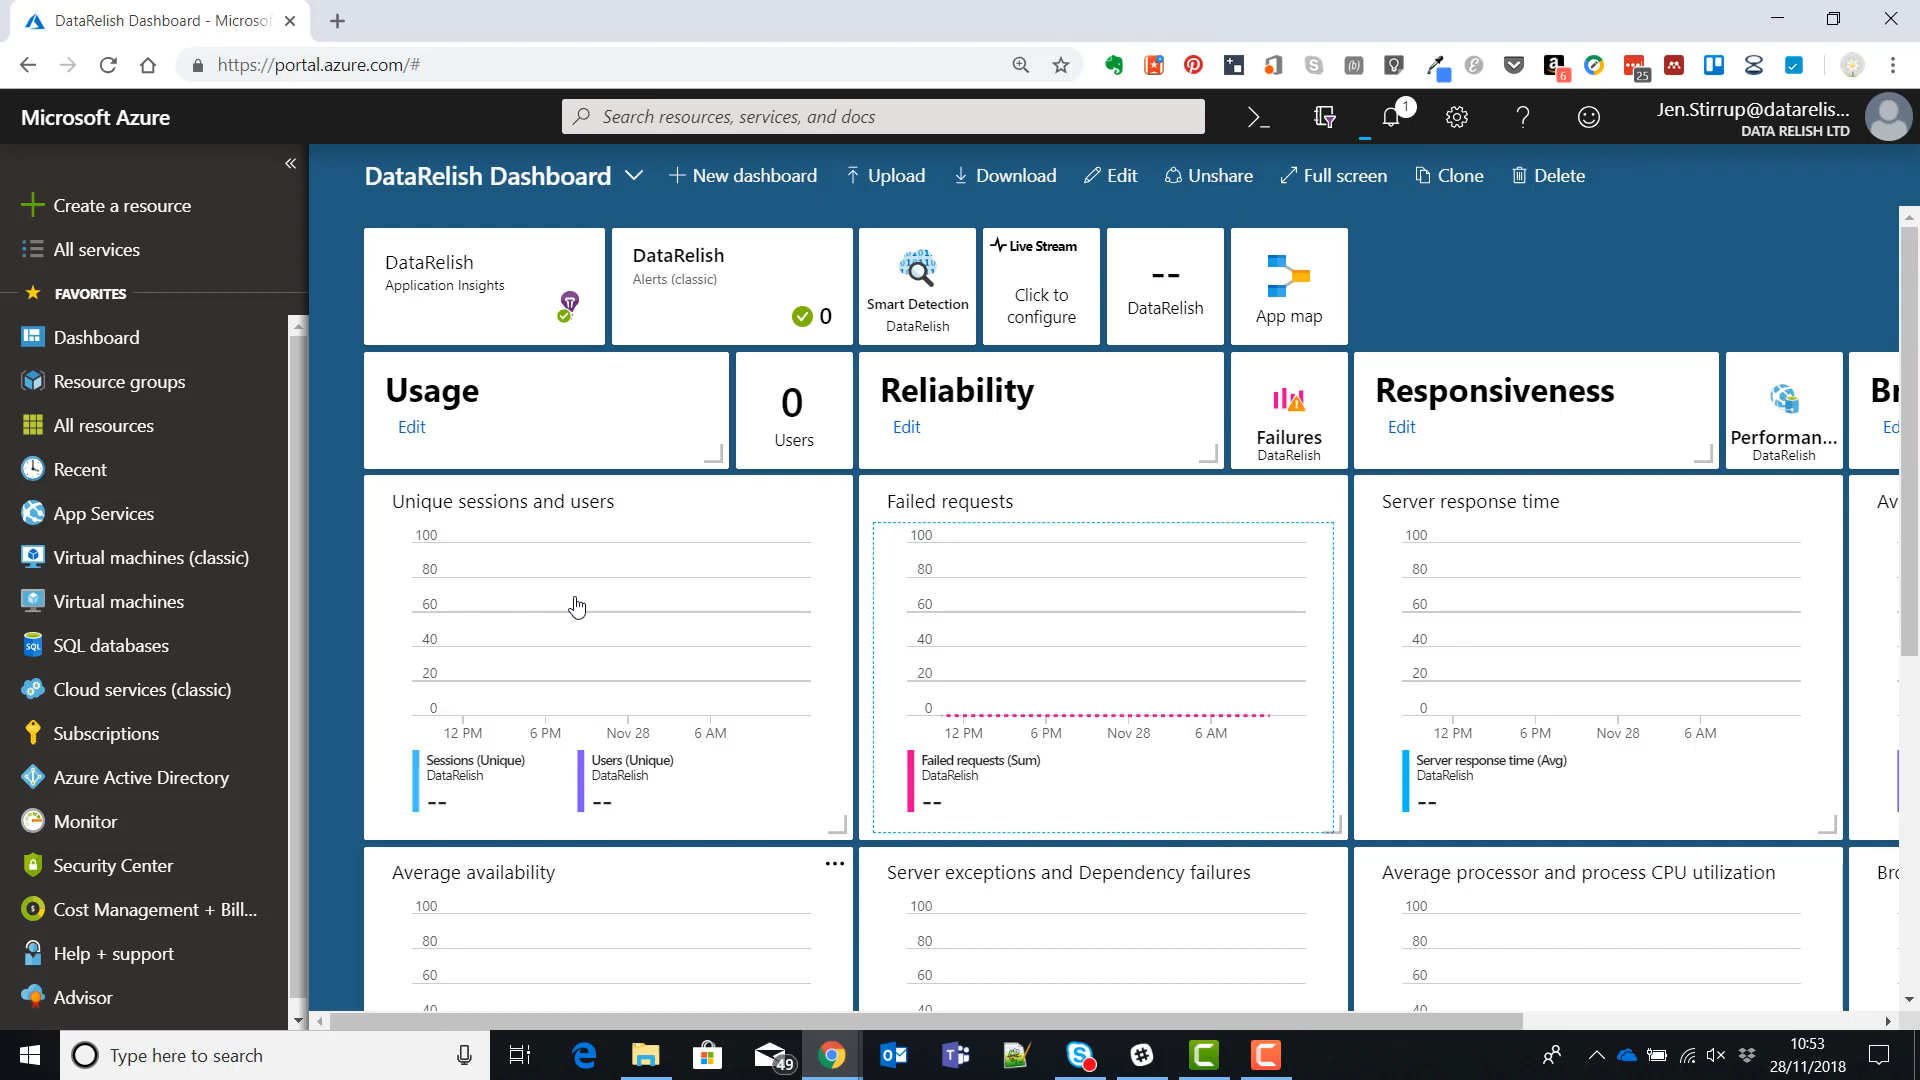 DataRelish Dashboard - Microsof
https://portal.azure.com/#
6
25
Microsoft Azure
Search resources, services, and docs
1
Jen.Stirrup@datarelis...
DATA RELISH LTD
Create a resource
All services
FAVORITES
Dashboard
Resource groups
All resources
Recent
App Services
Virtual machines (classic)
Virtual machines
SQL databases
Cloud services (classic)
Subscriptions
Azure Active Directory
Monitor
Security Center
Cost Management + Bill...
Help + support
Advisor
DataRelish Dashboard
New dashboard
Upload
Download
Edit
Unshare
Full screen
Clone
Delete
DataRelish
Application Insights
DataRelish
Alerts (classic)
0
Smart Detection
DataRelish
Live Stream
Click to
configure
--
DataRelish
App map
Usage
Edit
0
Users
Reliability
Edit
Failures
DataRelish
Responsiveness
Edit
Performan...
DataRelish
Br
Ed
Unique sessions and users
100
80
60
40
20
0
12 PM 6 PM Nov 28 6 AM
Sessions (Unique)
DataRelish
--
Users (Unique)
DataRelish
--
Failed requests
100
80
60
40
20
0
12 PM 6 PM Nov 28 6 AM
Failed requests (Sum)
DataRelish
--
Server response time
100
80
60
40
20
0
12 PM 6 PM Nov 28 6 AM
Server response time (Avg)
DataRelish
--
Av
Average availability
100
80
60
40
Server exceptions and Dependency failures
100
80
60
40
Average processor and process CPU utilization
100
80
60
40
Bro
Type here to search
49
10:53
28/11/2018